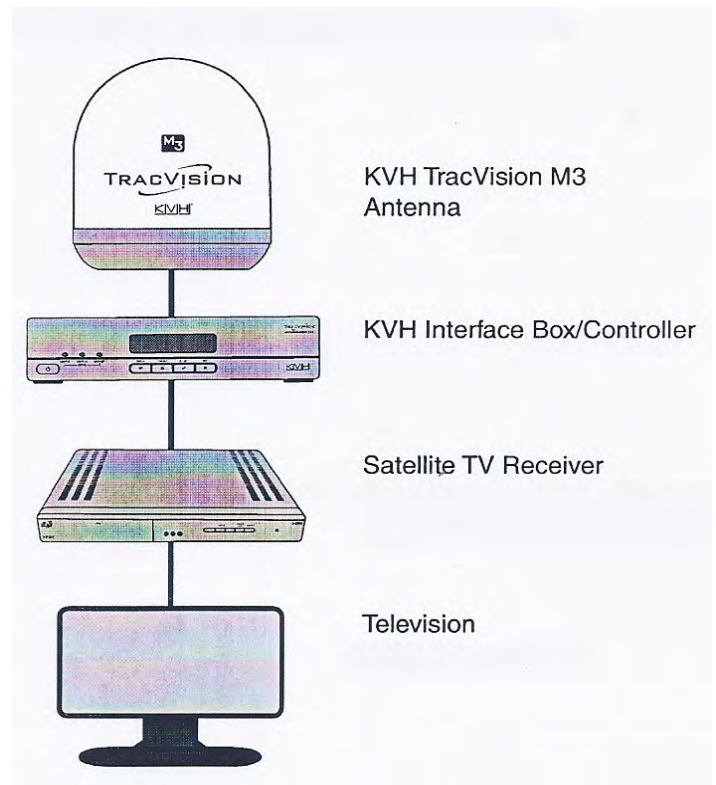 M3
TRACVISION
KVH
KVH TracVision M3
Antenna
KVH Interface Box/Controller
KVH
Satellite TV Receiver
Television